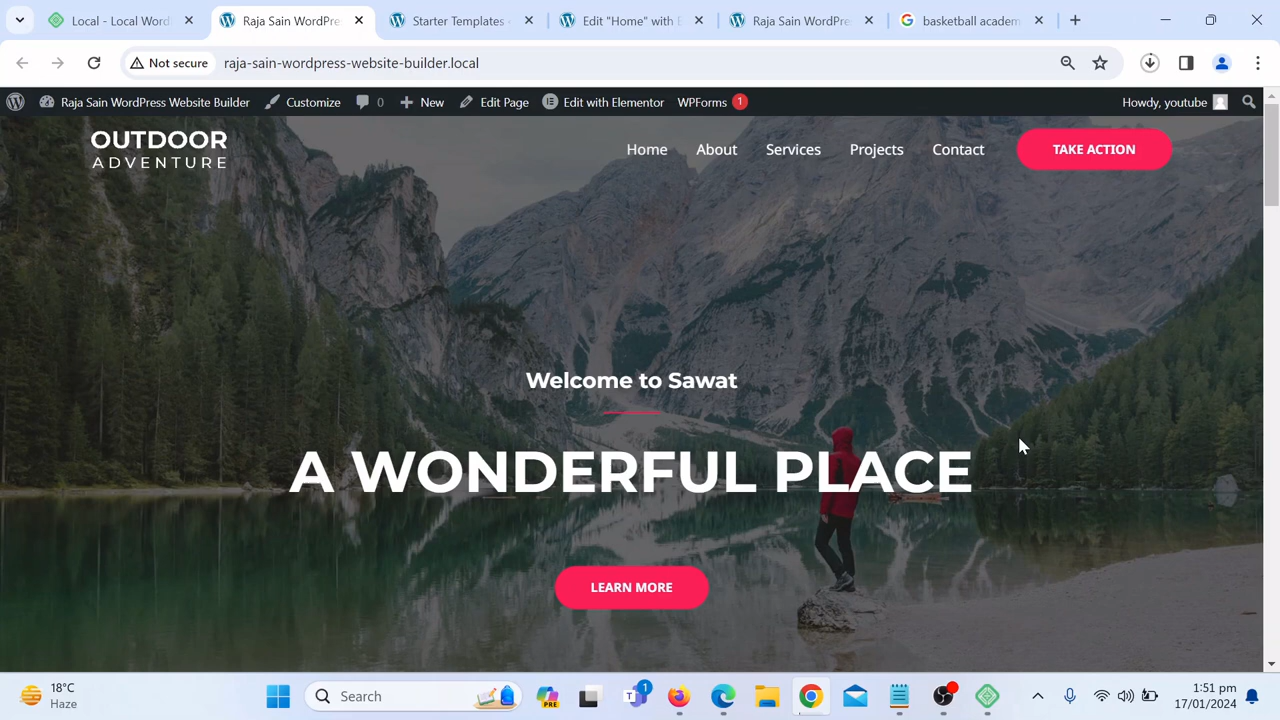 Local - Local Word
Raja Sain WordPres
Starter Templates
Edit "Home" with E
Raja Sain WordPre
basketball academ
Not secure
raja-sain-wordpress-website-builder.local
Raja Sain WordPress Website Builder
Customize
0
New
Edit Page
Edit with Elementor
WPForms 1
Howdy, youtube
OUTDOOR
ADVENTURE
Home
About
Services
Projects
Contact
TAKE ACTION
Welcome to Sawat
A WONDERFUL PLACE
LEARN MORE
18°C
Haze
Search
PRE
1
1:51 pm
17/01/2024